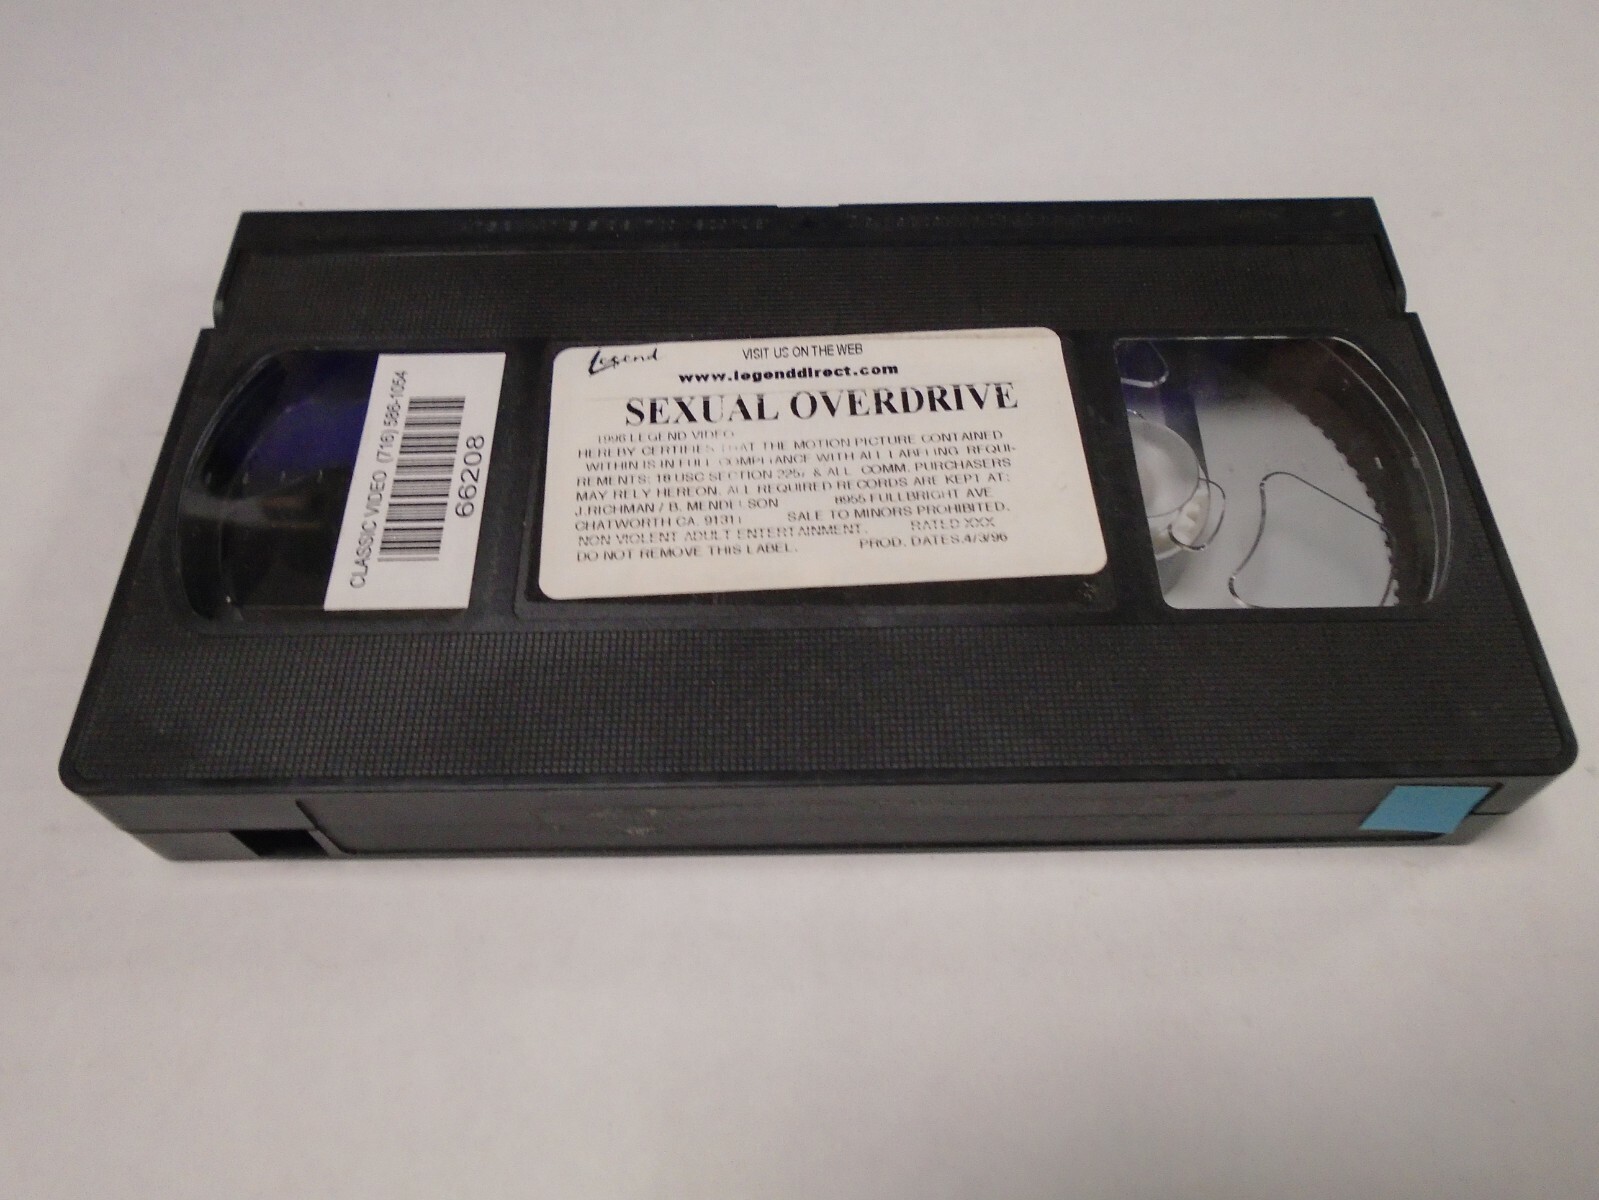 CLASSIC VIDEO (716) 586-1054
66208
Legend
VISIT US ON THE WEB
www.legenddirect.com
SEXUAL OVERDRIVE
1996 LEGEND VIDEO
HEREBY CERTIFIES THAT THE MOTION PICTURE CONTAINED
WITHIN IS IN FULL COMPLIANCE WITH ALL LABELING REQUI-
REMENTS: 18 USC SECTION 2257 & ALL COMM. PURCHASERS
MAY RELY HEREON. ALL REQUIRED RECORDS ARE KEPT AT:
J.RICHMAN / B. MENDELSON 8955 FULLBRIGHT AVE
CHATWORTH CA. 91311 SALE TO MINORS PROHIBITED.
NON VIOLENT ADULT ENTERTAINMENT. RATED XXX
DO NOT REMOVE THIS LABEL. PROD. DATES.4/3/96